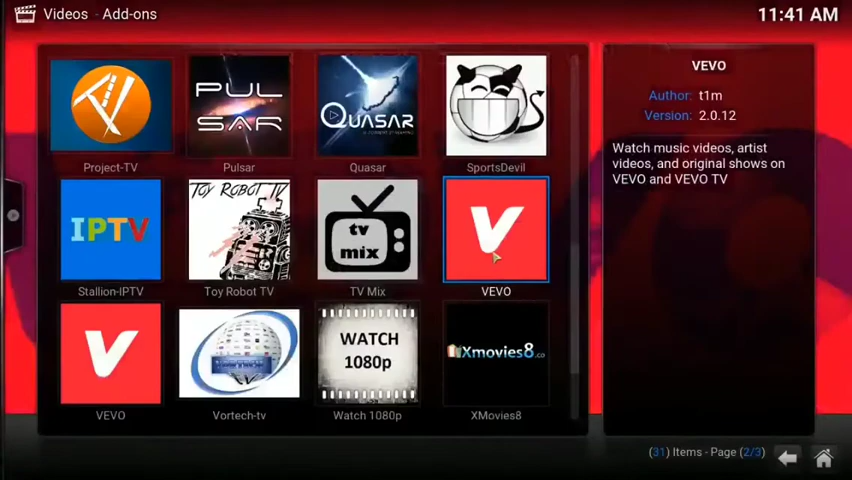 Videos - Add-ons
11:41 AM
PUL
SAR
QUASAR
Project-TV
Pulsar
Quasar
SportsDevil
IPTV
TOY ROBOT TV
tv
mix
V
Stallion-IPTV
Toy Robot TV
TV Mix
VEVO
V
WATCH
1080p
Xmovies8.co
VEVO
Vortech-tv
Watch 1080p
XMovies8
VEVO
Author: t1m
Version: 2.0.12
Watch music videos, artist
videos, and original shows on
VEVO and VEVO TV
(31) Items - Page (2/3)